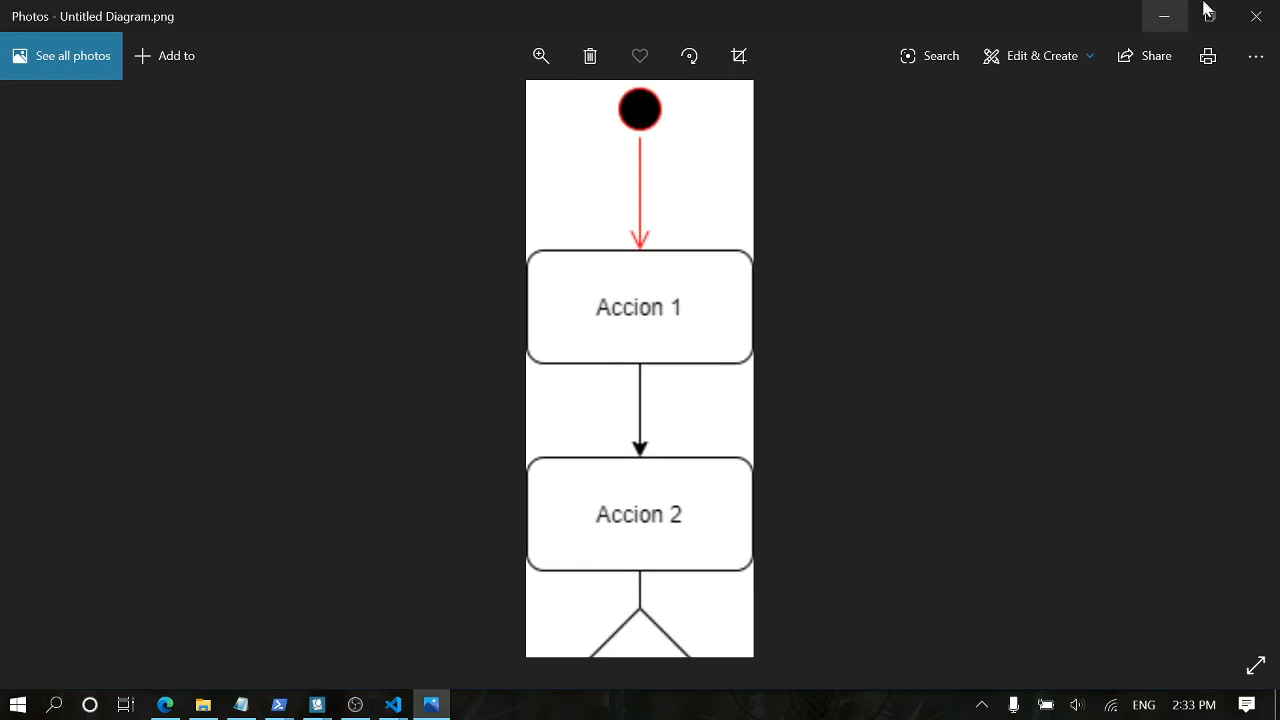 Photos - Untitled Diagram.png
See all photos
Add to
Search
Edit & Create
Share
Accion 1
Accion 2
ENG
2:33 PM